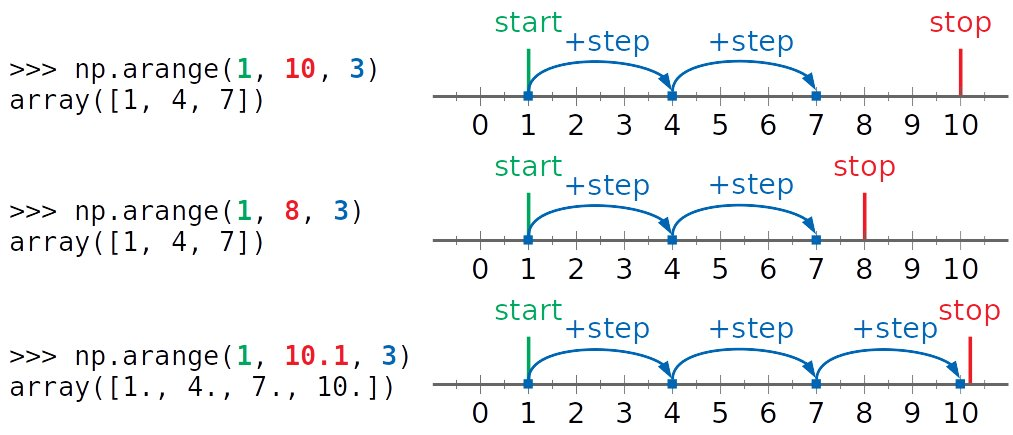 start
+step
+step
stop
>>> np.arange(1, 10, 3)
array([1, 4, 7])
0 1 2 3 4 5 6 7 8 9 10
start
+step
+step
stop
>>> np.arange(1, 8, 3)
array([1, 4, 7])
0 1 2 3 4 5 6 7 8 9 10
start
+step
+step
+step
stop
>>> np.arange(1, 10.1, 3)
array([1., 4., 7., 10.])
0 1 2 3 4 5 6 7 8 9 10